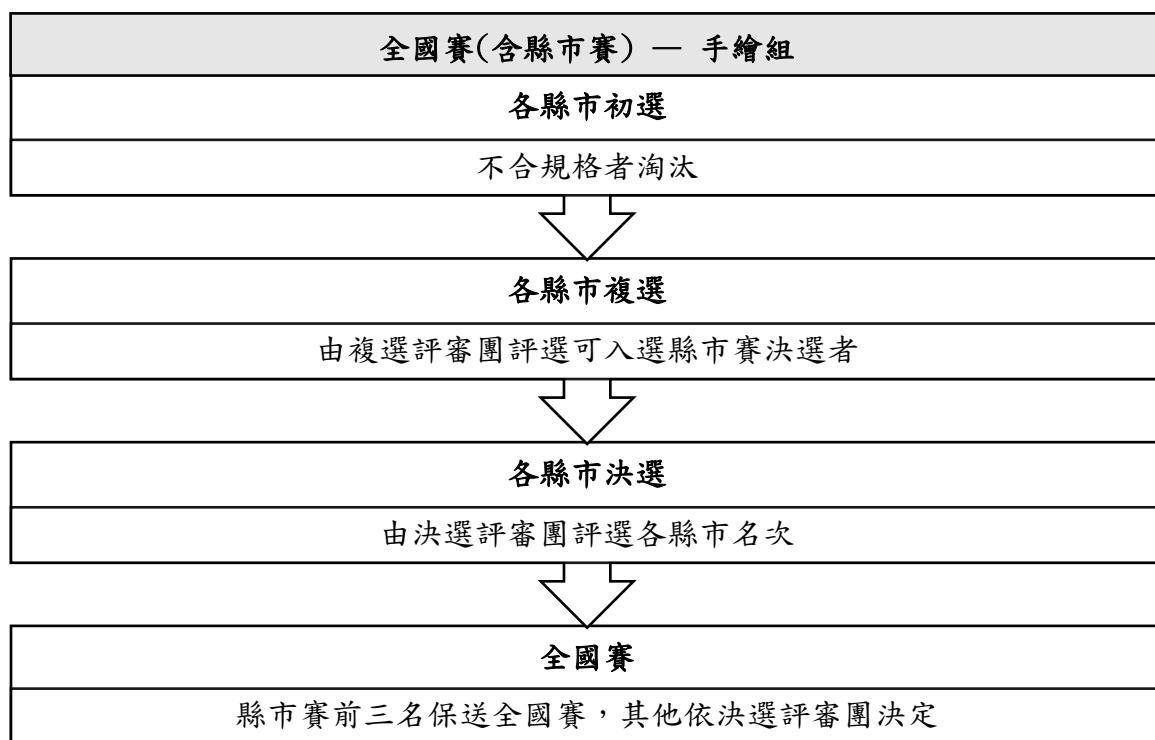 全國賽(含縣市賽) — 手繪組
各縣市初選
不合規格者淘汰
各縣市複選
由複選評審團評選可入選縣市賽決選者
各縣市決選
由決選評審團評選各縣市名次
全國賽
縣市賽前三名保送全國賽，其他依決選評審團決定